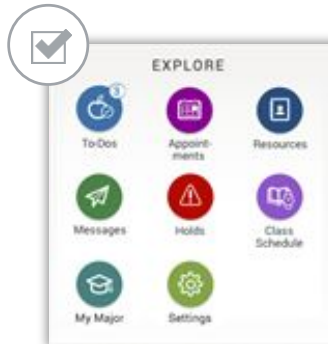 EXPLORE
3
To-Dos
Appoint-
ments
Resources
Messages
Holds
Class
Schedule
My Major
Settings